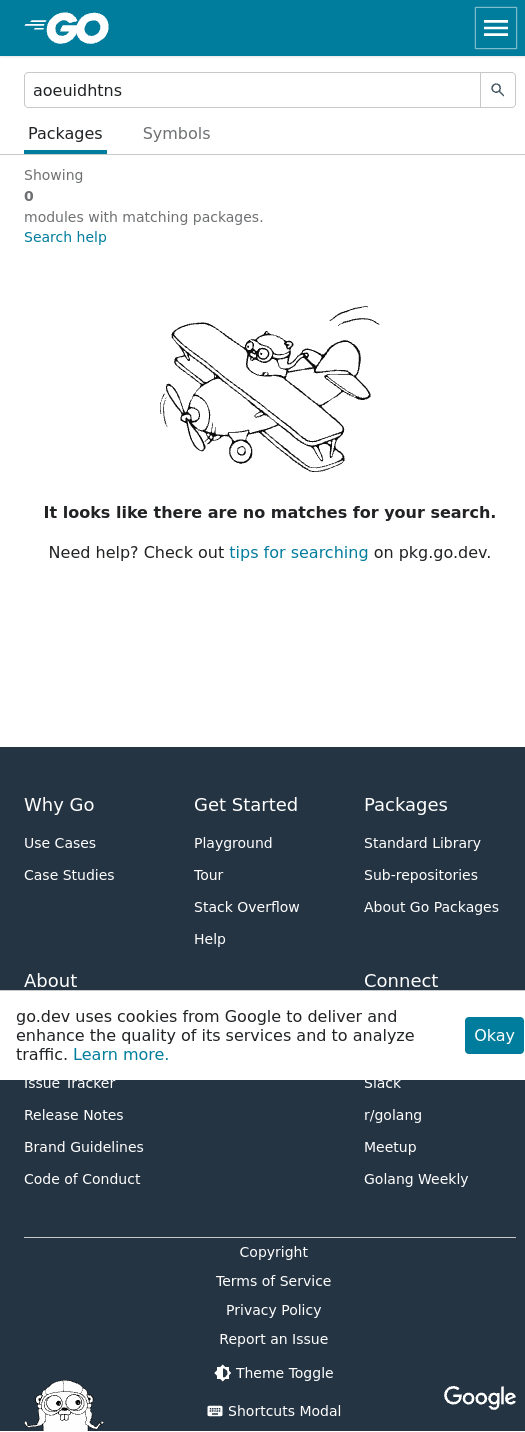 GO
aoeuidhtns
Packages Symbols
Showing
0
modules with matching packages.
Search help
It looks like there are no matches for your search.
Need help? Check out tips for searching on pkg.go.dev.
Why Go
Use Cases
Case Studies
Get Started
Playground
Tour
Stack Overflow
Help
Packages
Standard Library
Sub-repositories
About Go Packages
About
Connect
go.dev uses cookies from Google to deliver and
enhance the quality of its services and to analyze
traffic. Learn more.
Okay
Issue Tracker
Release Notes
Brand Guidelines
Code of Conduct
Slack
r/golang
Meetup
Golang Weekly
Copyright
Terms of Service
Privacy Policy
Report an Issue
Theme Toggle
Shortcuts Modal
Google